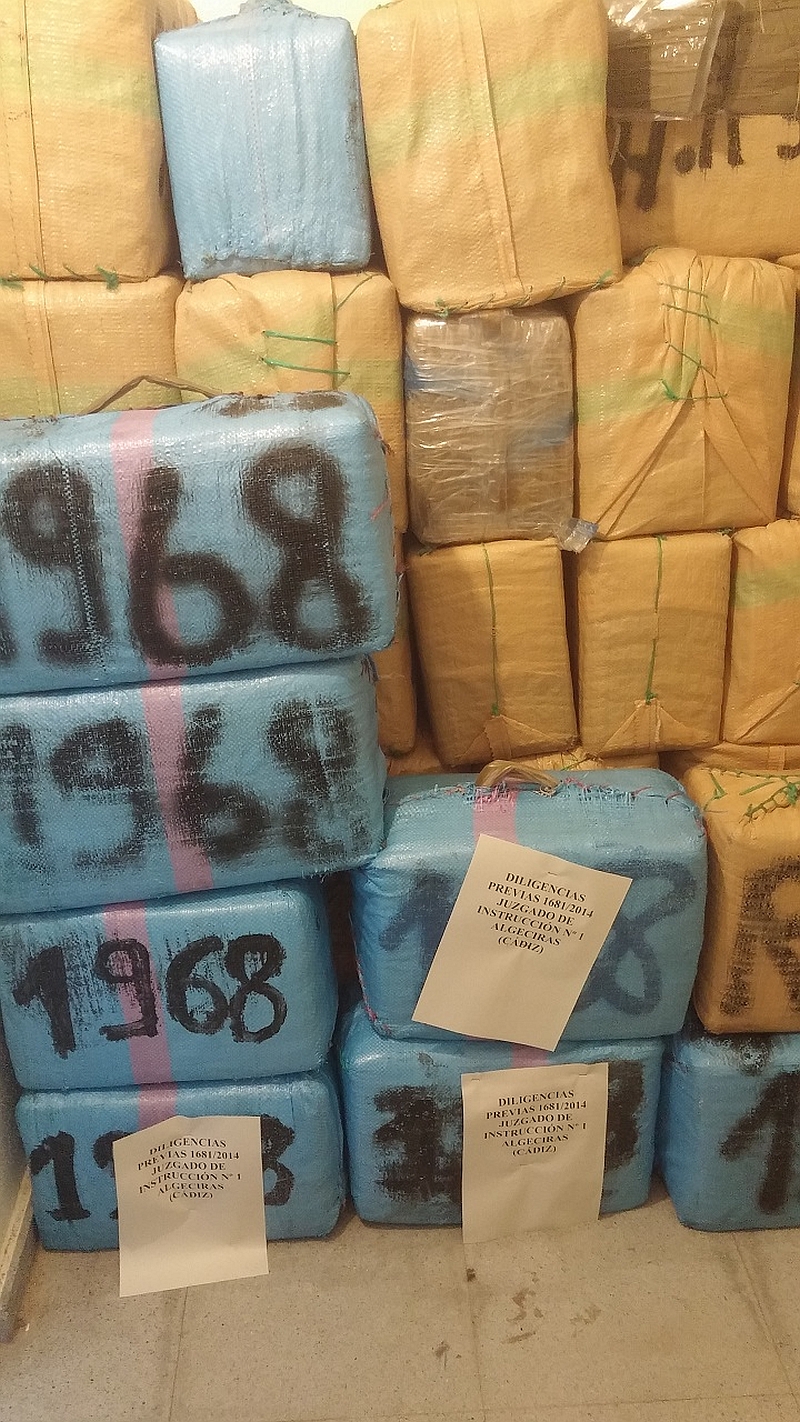 H.A
1968
1968
1968
DILIGENCIAS
PREVIAS 1681/2014
JUZGADO DE
INSTRUCCIÓN Nº 1
ALGECIRAS
(CÁDIZ)
DILIGENCIAS
PREVIAS 1681/2014
JUZGADO DE
INSTRUCCIÓN Nº 1
ALGECIRAS
(CÁDIZ)
DILIGENCIAS
PREVIAS 1681/2014
JUZGADO DE
INSTRUCCIÓN Nº 1
ALGECIRAS
(CÁDIZ)